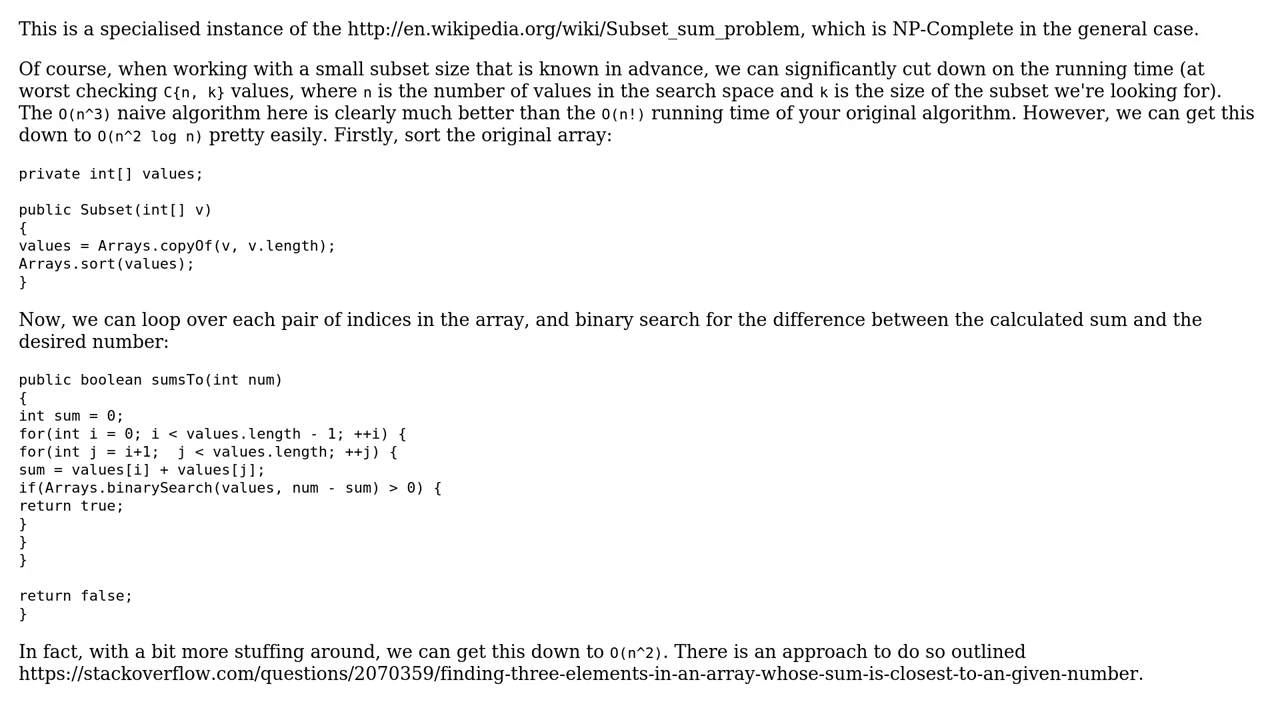 This is a specialised instance of the http://en.wikipedia.org/wiki/Subset_sum_problem, which is NP-Complete in the general case.
Of course, when working with a small subset size that is known in advance, we can significantly cut down on the running time (at
worst checking C{n, k} values, where n is the number of values in the search space and k is the size of the subset we're looking for).
The O(n^3) naive algorithm here is clearly much better than the O(n!) running time of your original algorithm. However, we can get this
down to O(n^2 log n) pretty easily. Firstly, sort the original array:
private int[] values;
public Subset(int[] v)
{
values = Arrays.copyOf(v, v.length);
Arrays.sort(values);
}
Now, we can loop over each pair of indices in the array, and binary search for the difference between the calculated sum and the
desired number:
public boolean sumsTo(int num)
{
int sum = 0;
for(int i = 0; i < values.length - 1; ++i) {
for(int j = i+1;  j < values.length; ++j) {
sum = values[i] + values[j];
if(Arrays.binarySearch(values, num - sum) > 0) {
return true;
}
}
}
return false;
}
In fact, with a bit more stuffing around, we can get this down to O(n^2). There is an approach to do so outlined
https://stackoverflow.com/questions/2070359/finding-three-elements-in-an-array-whose-sum-is-closest-to-an-given-number.